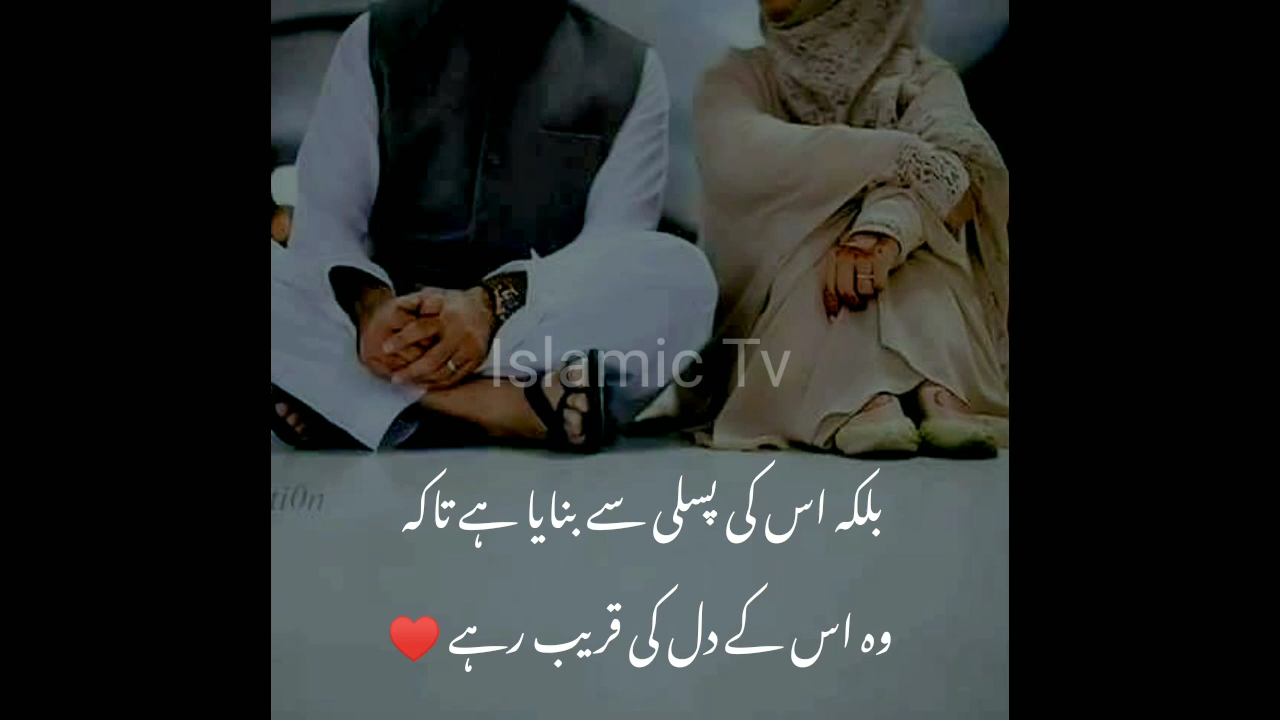 Islamic Tv
بلکہ اس کی پسلی سے بنایا ہے تاکہ
وہ اس کے دل کی قریب رہے ♥️